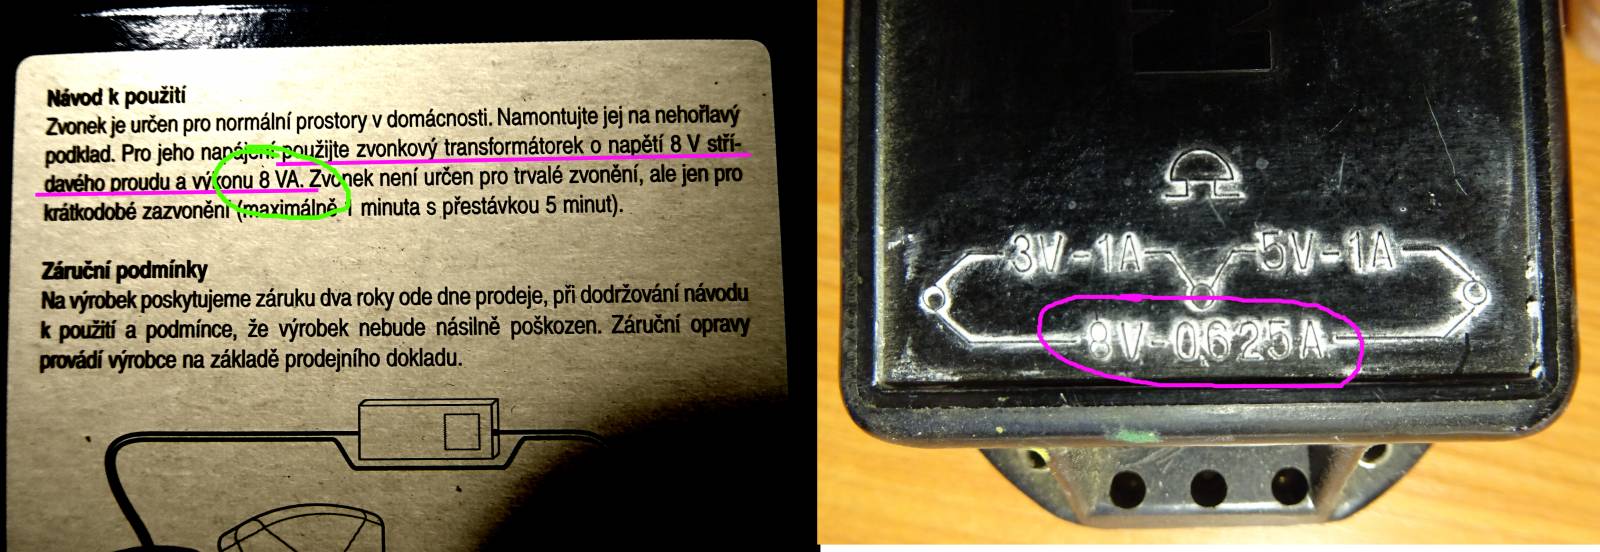 Návod k použití
Zvonek je určen pro normální prostory v domácnosti. Namontujte jej na nehořlavý
podklad. Pro jeho napájení použijte zvonkový transformátorek o napětí 8 V stří-
davého proudu a výkonu 8 VA. Zvonek není určen pro trvalé zvonění, ale jen pro
krátkodobé zazvonění (maximálně 1 minuta s přestávkou 5 minut).
Záruční podmínky
Na výrobek poskytujeme záruku dva roky ode dne prodeje, při dodržování návodu
k použití a podmínce, že výrobek nebude násilně poškozen. Záruční opravy
provádí výrobce na základě prodejního dokladu.
3V-1A 5V-1A
8V-0,625A